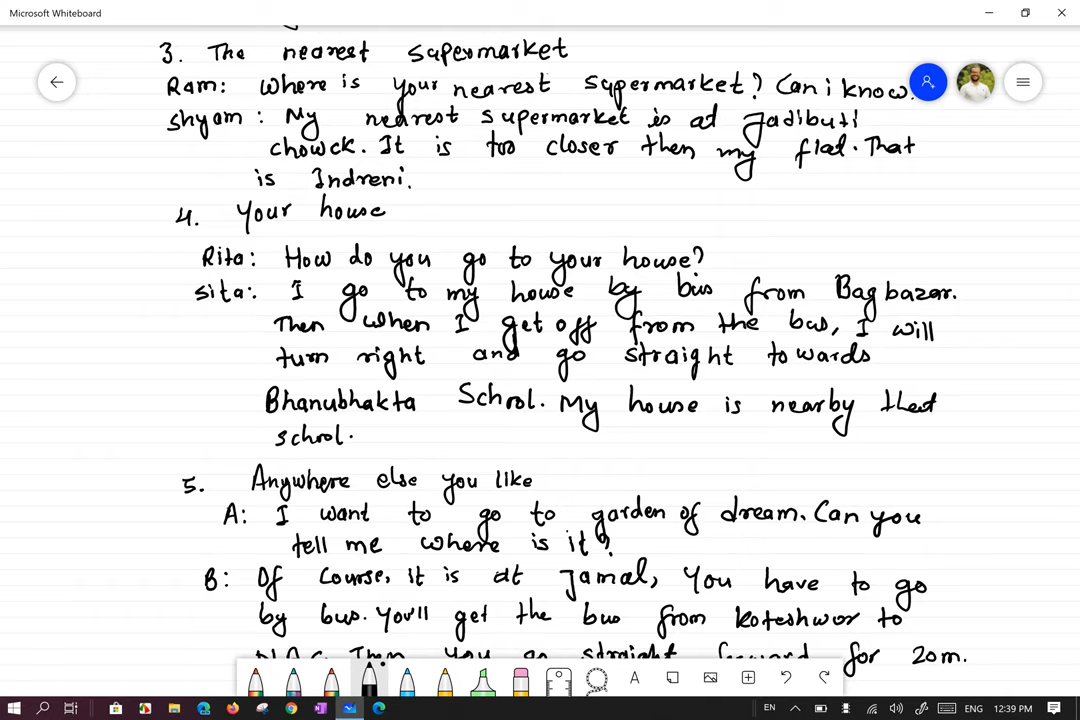 Microsoft Whiteboard
3. The nearest supermarket
Ram: Where is your nearest supermarket? Can i know.
Shyam: My nearest supermarket is at Jadibuti
chowck. It is too closer then my flat. That
is Indreni.
4. Your house
Rita: How do you go to your house?
Sita: I go to my house by bus from Bagbazar.
Then when I get off from the bus, I will
turn right and go straight towards
Bhanubhakta School. My house is nearby that
school.
5. Anywhere else you like
A: I want to go to garden of dream. Can you
tell me where is it?
B: Of course, it is at Jamal, You have to go
by bus. You'll get the bus from koteshwor to
Then you go straight forward for 20m.
EN ENG 12:39 PM